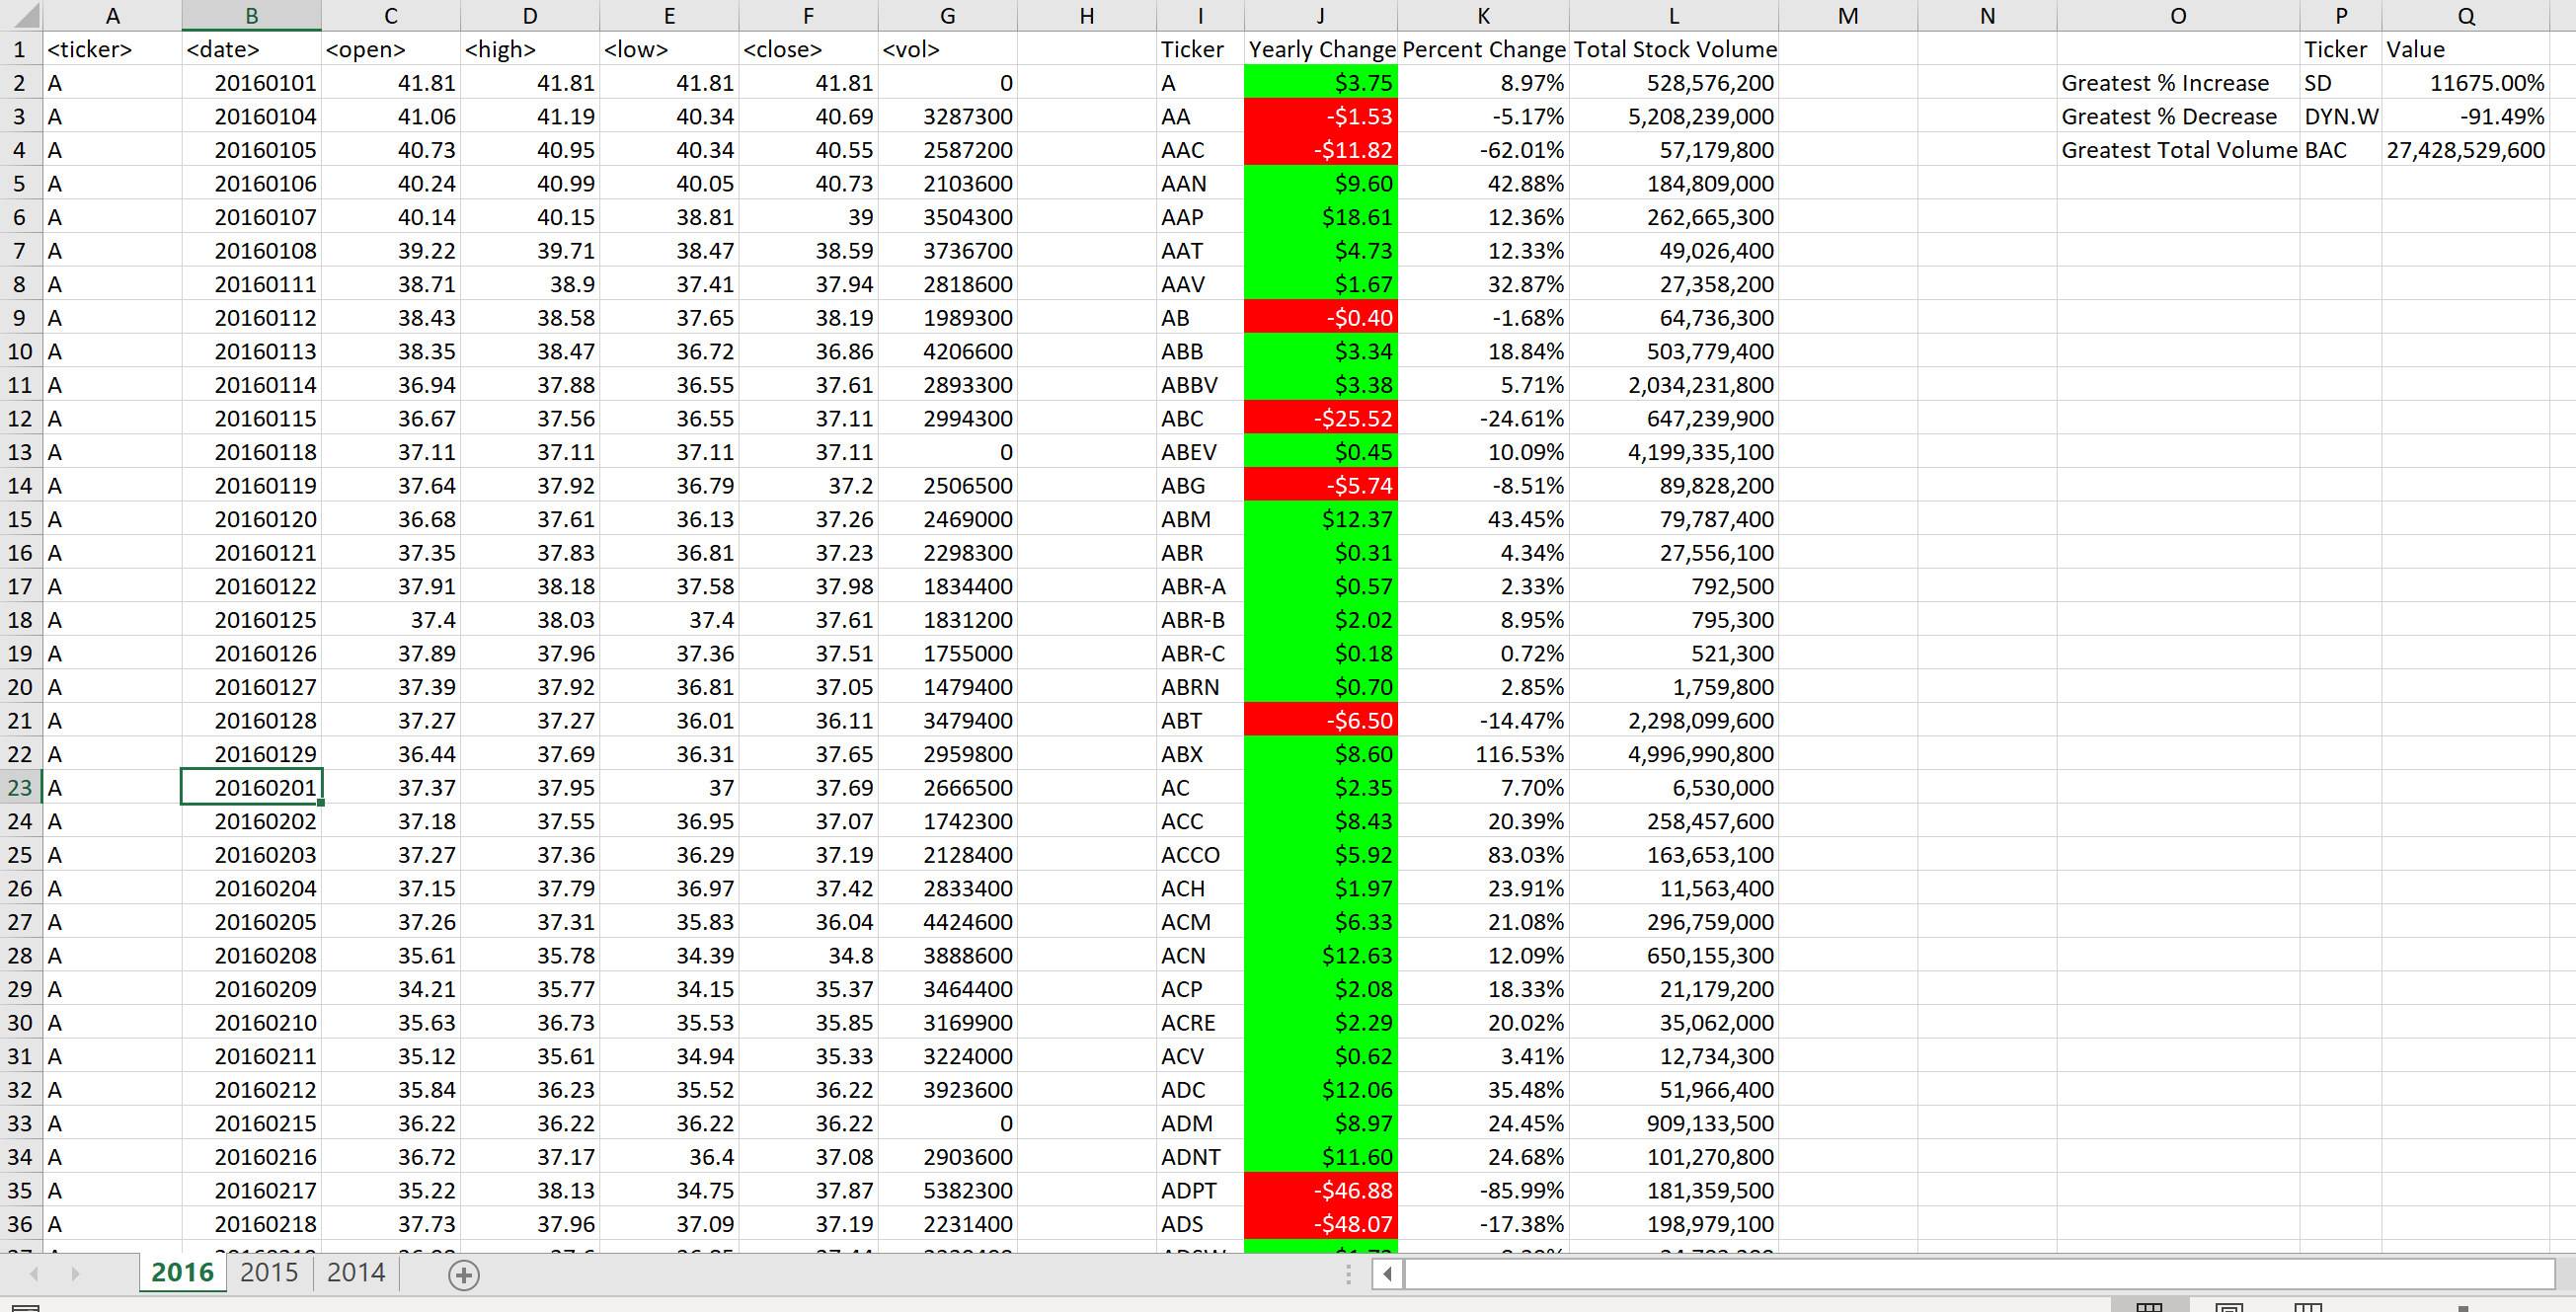 A B C D E F G H I J K L M N O P Q
1 <ticker> <date> <open> <high> <low> <close> <vol> Ticker Yearly Change Percent Change Total Stock Volume Ticker Value
2 A 20160101 41.81 41.81 41.81 41.81 0 A $3.75 8.97% 528,576,200 Greatest % Increase SD 11675.00%
3 A 20160104 41.06 41.19 40.34 40.69 3287300 AA -$1.53 -5.17% 5,208,239,000 Greatest % Decrease DYN.W -91.49%
4 A 20160105 40.73 40.95 40.34 40.55 2587200 AAC -$11.82 -62.01% 57,179,800 Greatest Total Volume BAC 27,428,529,600
5 A 20160106 40.24 40.99 40.05 40.73 2103600 AAN $9.60 42.88% 184,809,000
6 A 20160107 40.14 40.15 38.81 39 3504300 AAP $18.61 12.36% 262,665,300
7 A 20160108 39.22 39.71 38.47 38.59 3736700 AAT $4.73 12.33% 49,026,400
8 A 20160111 38.71 38.9 37.41 37.94 2818600 AAV $1.67 32.87% 27,358,200
9 A 20160112 38.43 38.58 37.65 38.19 1989300 AB -$0.40 -1.68% 64,736,300
10 A 20160113 38.35 38.47 36.72 36.86 4206600 ABB $3.34 18.84% 503,779,400
11 A 20160114 36.94 37.88 36.55 37.61 2893300 ABBV $3.38 5.71% 2,034,231,800
12 A 20160115 36.67 37.56 36.55 37.11 2994300 ABC -$25.52 -24.61% 647,239,900
13 A 20160118 37.11 37.11 37.11 37.11 0 ABEV $0.45 10.09% 4,199,335,100
14 A 20160119 37.64 37.92 36.79 37.2 2506500 ABG -$5.74 -8.51% 89,828,200
15 A 20160120 36.68 37.61 36.13 37.26 2469000 ABM $12.37 43.45% 79,787,400
16 A 20160121 37.35 37.83 36.81 37.23 2298300 ABR $0.31 4.34% 27,556,100
17 A 20160122 37.91 38.18 37.58 37.98 1834400 ABR-A $0.57 2.33% 792,500
18 A 20160125 37.4 38.03 37.4 37.61 1831200 ABR-B $2.02 8.95% 795,300
19 A 20160126 37.89 37.96 37.36 37.51 1755000 ABR-C $0.18 0.72% 521,300
20 A 20160127 37.39 37.92 36.81 37.05 1479400 ABRN $0.70 2.85% 1,759,800
21 A 20160128 37.27 37.27 36.01 36.11 3479400 ABT -$6.50 -14.47% 2,298,099,600
22 A 20160129 36.44 37.69 36.31 37.65 2959800 ABX $8.60 116.53% 4,996,990,800
23 A 20160201 37.37 37.95 37 37.69 2666500 AC $2.35 7.70% 6,530,000
24 A 20160202 37.18 37.55 36.95 37.07 1742300 ACC $8.43 20.39% 258,457,600
25 A 20160203 37.27 37.36 36.29 37.19 2128400 ACCO $5.92 83.03% 163,653,100
26 A 20160204 37.15 37.79 36.97 37.42 2833400 ACH $1.97 23.91% 11,563,400
27 A 20160205 37.26 37.31 35.83 36.04 4424600 ACM $6.33 21.08% 296,759,000
28 A 20160208 35.61 35.78 34.39 34.8 3888600 ACN $12.63 12.09% 650,155,300
29 A 20160209 34.21 35.77 34.15 35.37 3464400 ACP $2.08 18.33% 21,179,200
30 A 20160210 35.63 36.73 35.53 35.85 3169900 ACRE $2.29 20.02% 35,062,000
31 A 20160211 35.12 35.61 34.94 35.33 3224000 ACV $0.62 3.41% 12,734,300
32 A 20160212 35.84 36.23 35.52 36.22 3923600 ADC $12.06 35.48% 51,966,400
33 A 20160215 36.22 36.22 36.22 36.22 0 ADM $8.97 24.45% 909,133,500
34 A 20160216 36.72 37.17 36.4 37.08 2903600 ADNT $11.60 24.68% 101,270,800
35 A 20160217 35.22 38.13 34.75 37.87 5382300 ADPT -$46.88 -85.99% 181,359,500
36 A 20160218 37.73 37.96 37.09 37.19 2231400 ADS -$48.07 -17.38% 198,979,100
2016 2015 2014